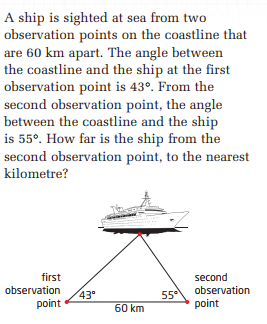 A ship is sighted at sea from two
observation points on the coastline that
are 60 km apart. The angle between
the coastline and the ship at the first
observation point is 43º. From the
second observation point, the angle
between the coastline and the ship
is 55º. How far is the ship from the
second observation point, to the nearest
kilometre?
first
observation
point
43°
55°
60 km
second
observation
point